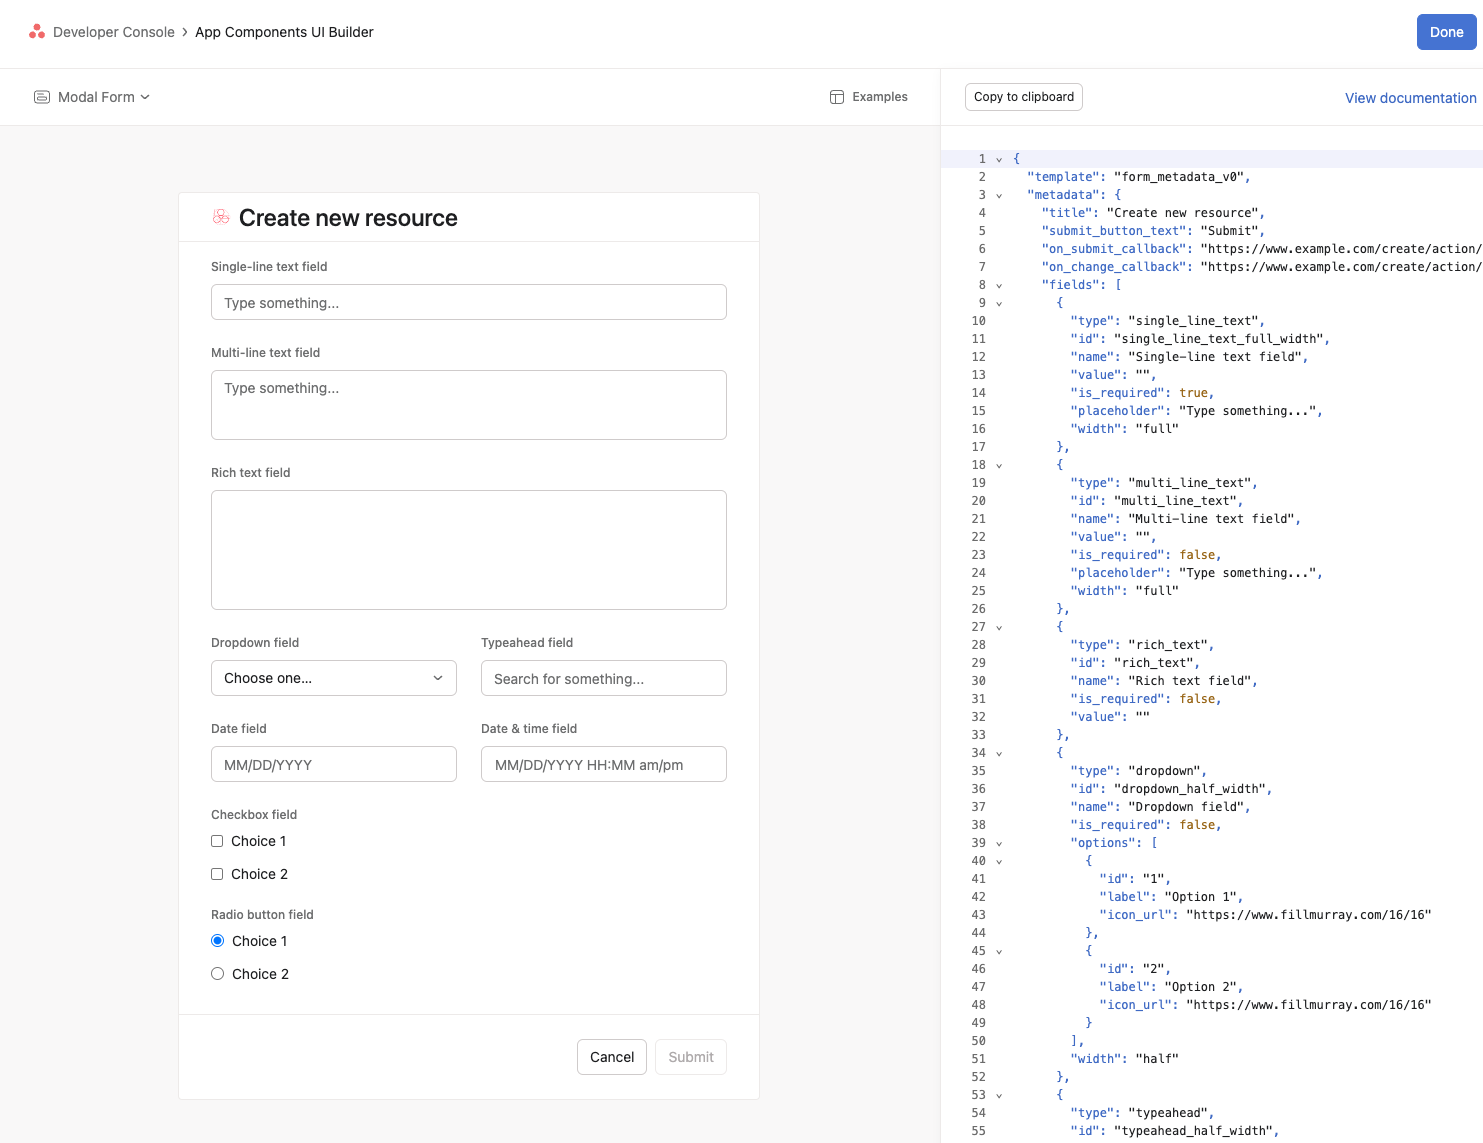 Developer Console > App Components UI Builder
Done
Modal Form
Examples
Copy to clipboard
View documentation
Create new resource
Single-line text field
Type something...
Multi-line text field
Type something...
Rich text field
Dropdown field
Typeahead field
Choose one...
Search for something...
Date field
Date & time field
MM/DD/YYYY
MM/DD/YYYY HH:MM am/pm
Checkbox field
Choice 1
Choice 2
Radio button field
Choice 1
Choice 2
Cancel
Submit
1 {
2 "template": "form_metadata_v0",
3 "metadata": {
4 "title": "Create new resource",
5 "submit_button_text": "Submit",
6 "on_submit_callback": "https://www.example.com/create/action/
7 "on_change_callback": "https://www.example.com/create/action/
8 "fields": [
9 {
10 "type": "single_line_text",
11 "id": "single_line_text_full_width",
12 "name": "Single-line text field",
13 "value": "",
14 "is_required": true,
15 "placeholder": "Type something...",
16 "width": "full"
17 },
18 {
19 "type": "multi_line_text",
20 "id": "multi_line_text",
21 "name": "Multi-line text field",
22 "value": "",
23 "is_required": false,
24 "placeholder": "Type something...",
25 "width": "full"
26 },
27 {
28 "type": "rich_text",
29 "id": "rich_text",
30 "name": "Rich text field",
31 "is_required": false,
32 "value": ""
33 },
34 {
35 "type": "dropdown",
36 "id": "dropdown_half_width",
37 "name": "Dropdown field",
38 "is_required": false,
39 "options": [
40 {
41 "id": "1",
42 "label": "Option 1",
43 "icon_url": "https://www.fillmurray.com/16/16"
44 },
45 {
46 "id": "2",
47 "label": "Option 2",
48 "icon_url": "https://www.fillmurray.com/16/16"
49 }
50 ],
51 "width": "half"
52 },
53 {
54 "type": "typeahead",
55 "id": "typeahead_half_width",